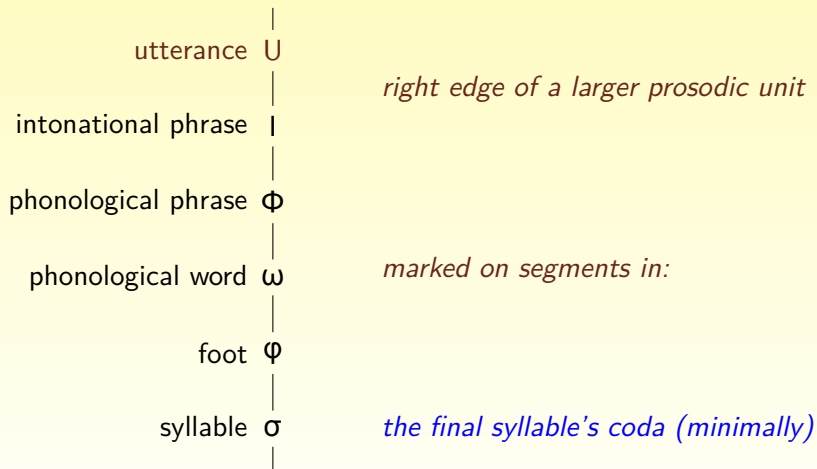 utterance U
right edge of a larger prosodic unit
intonational phrase I
phonological phrase Φ
phonological word ω
marked on segments in:
foot φ
syllable σ
the final syllable's coda (minimally)